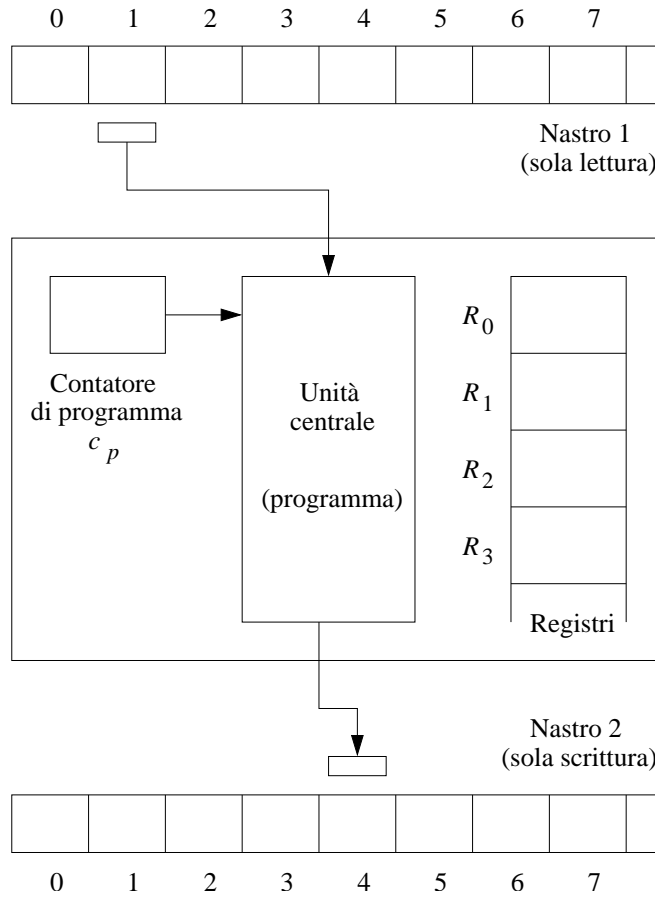 0 1 2 3 4 5 6 7
Nastro 1
(sola lettura)
Contatore
di programma
c p
Unità
centrale
(programma)
R0
R1
R2
R3
Registri
Nastro 2
(sola scrittura)
0 1 2 3 4 5 6 7